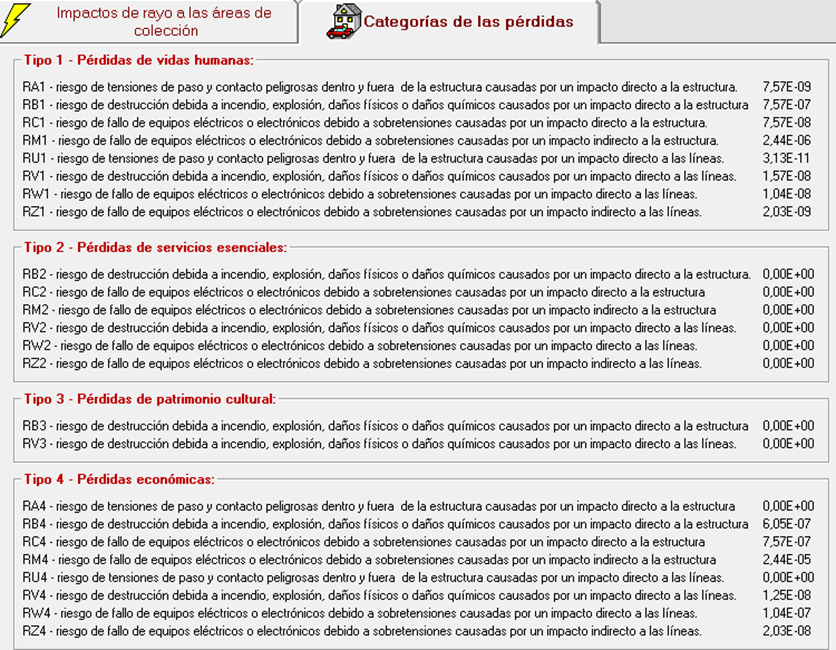 Impactos de rayo a las áreas de
colección
Categorías de las pérdidas
Tipo 1 - Pérdidas de vidas humanas:
RA1 - riesgo de tensiones de paso y contacto peligrosas dentro y fuera  de la estructura causadas por un impacto directo a la estructura. 7,57E-09
RB1 - riesgo de destrucción debida a incendio, explosión, daños físicos o daños químicos causados por un impacto directo a la estructura 7,57E-07
RC1 - riesgo de fallo de equipos eléctricos o electrónicos debido a sobretensiones causadas por un impacto directo a la estructura. 7,57E-08
RM1 - riesgo de fallo de equipos eléctricos o electrónicos debido a sobretensiones causadas por un impacto indirecto a la estructura. 2,44E-06
RU1 - riesgo de tensiones de paso y contacto peligrosas dentro y fuera  de la estructura causadas por un impacto directo a las líneas. 3,13E-11
RV1 - riesgo de destrucción debida a incendio, explosión, daños físicos o daños químicos causados por un impacto directo a las líneas. 1,57E-08
RW1 - riesgo de fallo de equipos eléctricos o electrónicos debido a sobretensiones causadas por un impacto directo a las líneas. 1,04E-08
RZ1 - riesgo de fallo de equipos eléctricos o electrónicos debido a sobretensiones causadas por un impacto indirecto a las líneas. 2,03E-09
Tipo 2 - Pérdidas de servicios esenciales:
RB2 - riesgo de destrucción debida a incendio, explosión, daños físicos o daños químicos causados por un impacto directo a la estructura. 0,00E+00
RC2 - riesgo de fallo de equipos eléctricos o electrónicos debido a sobretensiones causadas por un impacto directo a la estructura 0,00E+00
RM2 - riesgo de fallo de equipos eléctricos o electrónicos debido a sobretensiones causadas por un impacto indirecto a la estructura 0,00E+00
RV2 - riesgo de destrucción debida a incendio, explosión, daños físicos o daños químicos causados por un impacto directo a las líneas. 0,00E+00
RW2 - riesgo de fallo de equipos eléctricos o electrónicos debido a sobretensiones causadas por un impacto directo a las líneas. 0,00E+00
RZ2 - riesgo de fallo de equipos eléctricos o electrónicos debido a sobretensiones causadas por un impacto indirecto a las líneas. 0,00E+00
Tipo 3 - Pérdidas de patrimonio cultural:
RB3 - riesgo de destrucción debida a incendio, explosión, daños físicos o daños químicos causados por un impacto directo a la estructura 0,00E+00
RV3 - riesgo de destrucción debida a incendio, explosión, daños físicos o daños químicos causados por un impacto directo a las líneas. 0,00E+00
Tipo 4 - Pérdidas económicas:
RA4 - riesgo de tensiones de paso y contacto peligrosas dentro y fuera  de la estructura causadas por un impacto directo a la estructura 0,00E+00
RB4 - riesgo de destrucción debida a incendio, explosión, daños físicos o daños químicos causados por un impacto directo a la estructura 6,05E-07
RC4 - riesgo de fallo de equipos eléctricos o electrónicos debido a sobretensiones causadas por un impacto directo a la estructura 7,57E-07
RM4 - riesgo de fallo de equipos eléctricos o electrónicos debido a sobretensiones causadas por un impacto indirecto a la estructura 2,44E-05
RU4 - riesgo de tensiones de paso y contacto peligrosas dentro y fuera  de la estructura causadas por un impacto directo a las líneas. 0,00E+00
RV4 - riesgo de destrucción debida a incendio, explosión, daños físicos o daños químicos causados por un impacto directo a las líneas. 1,25E-08
RW4 - riesgo de fallo de equipos eléctricos o electrónicos debido a sobretensiones causadas por un impacto directo a las líneas. 1,04E-07
RZ4 - riesgo de fallo de equipos eléctricos o electrónicos debido a sobretensiones causadas por un impacto indirecto a las líneas. 2,03E-08